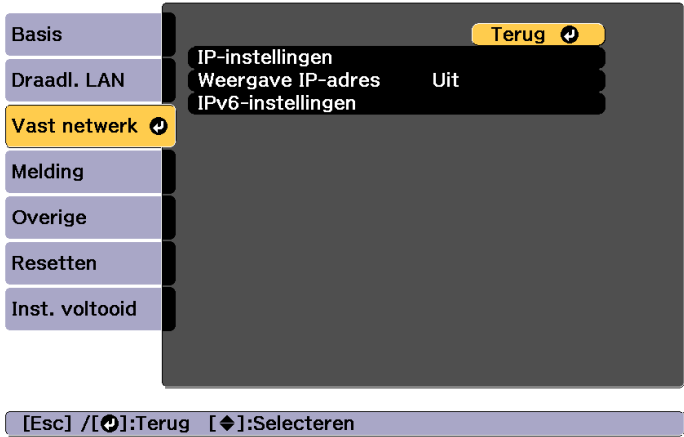 Basis
Draadl. LAN
Vast netwerk
Melding
Overige
Resetten
Inst. voltooid
Terug
IP-instellingen
Weergave IP-adres Uit
IPv6-instellingen
[Esc] /[⏎]:Terug [◆]:Selecteren